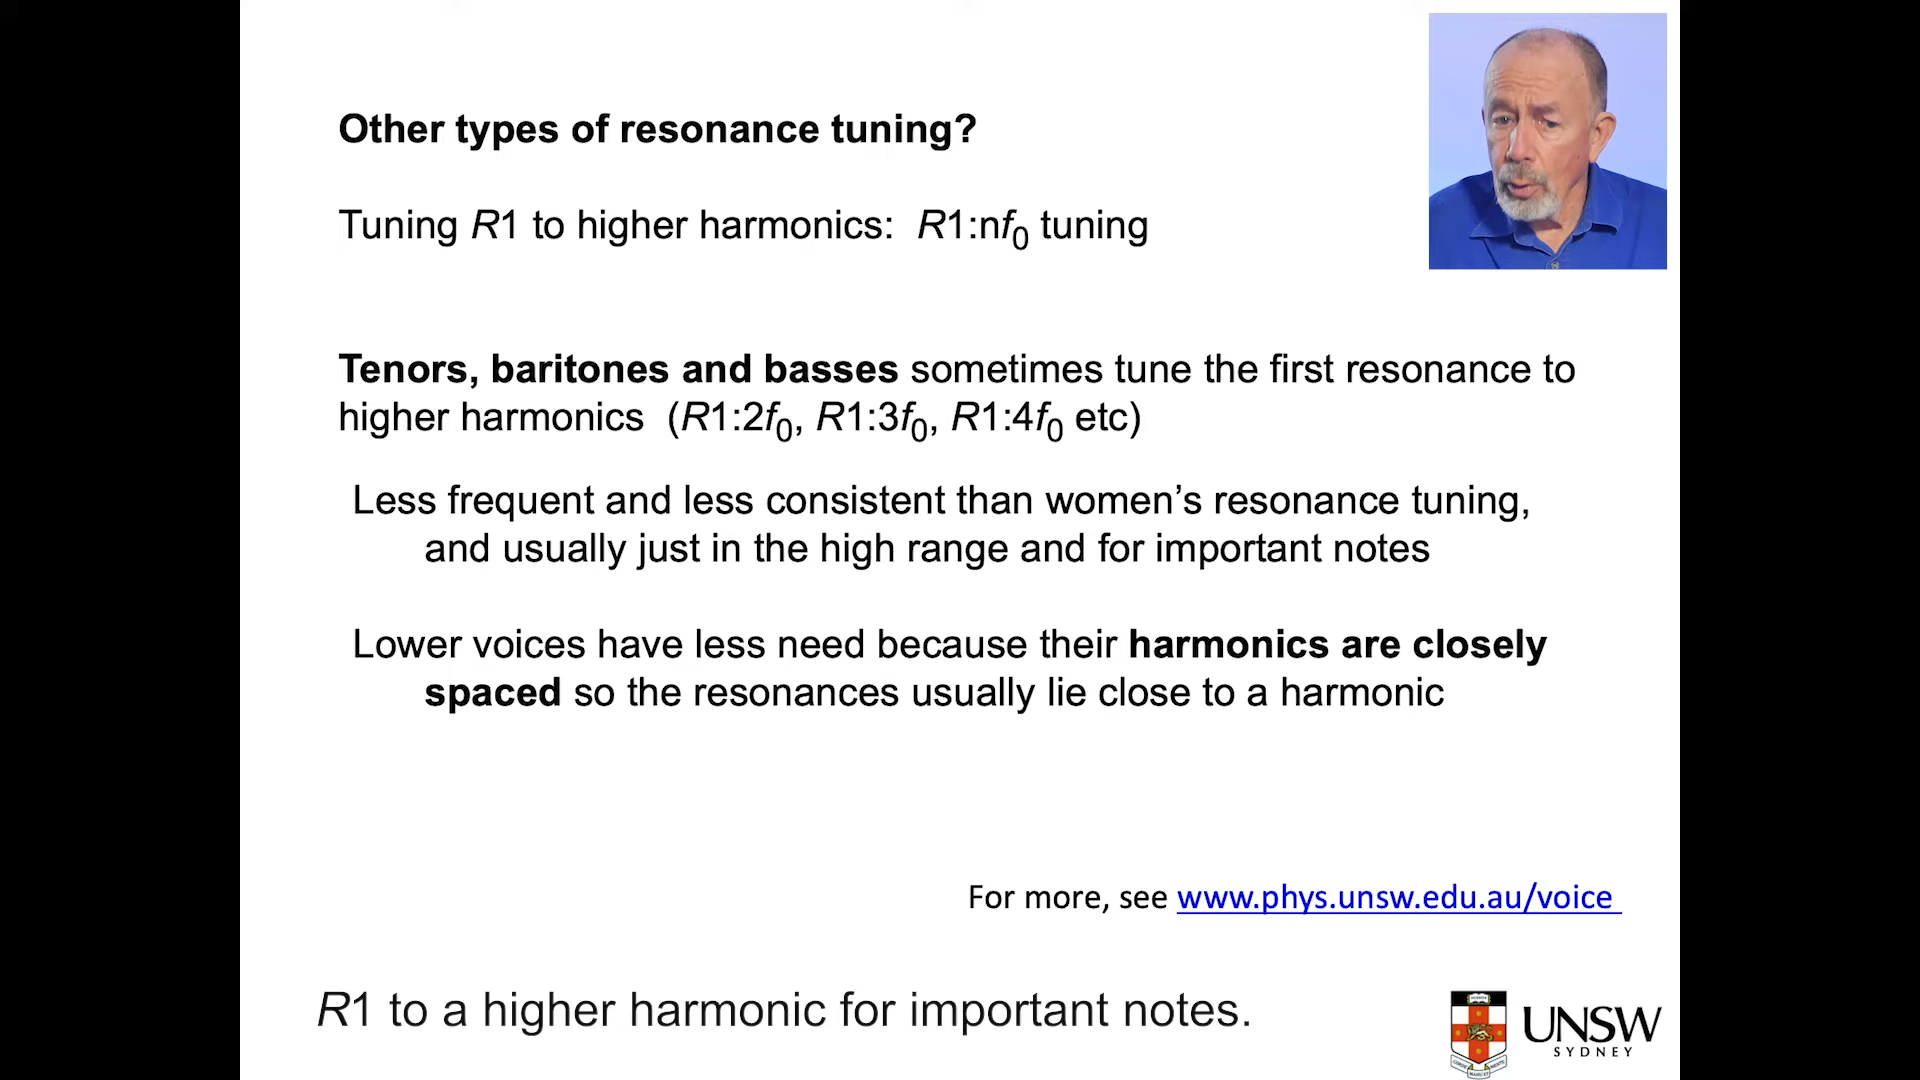 Other types of resonance tuning?
Tuning R1 to higher harmonics: R1:nf0 tuning
Tenors, baritones and basses sometimes tune the first resonance to
higher harmonics (R1:2f0, R1:3f0, R1:4f0 etc)
Less frequent and less consistent than women’s resonance tuning,
and usually just in the high range and for important notes
Lower voices have less need because their harmonics are closely
spaced so the resonances usually lie close to a harmonic
For more, see www.phys.unsw.edu.au/voice
R1 to a higher harmonic for important notes.
UNSW
SYDNEY